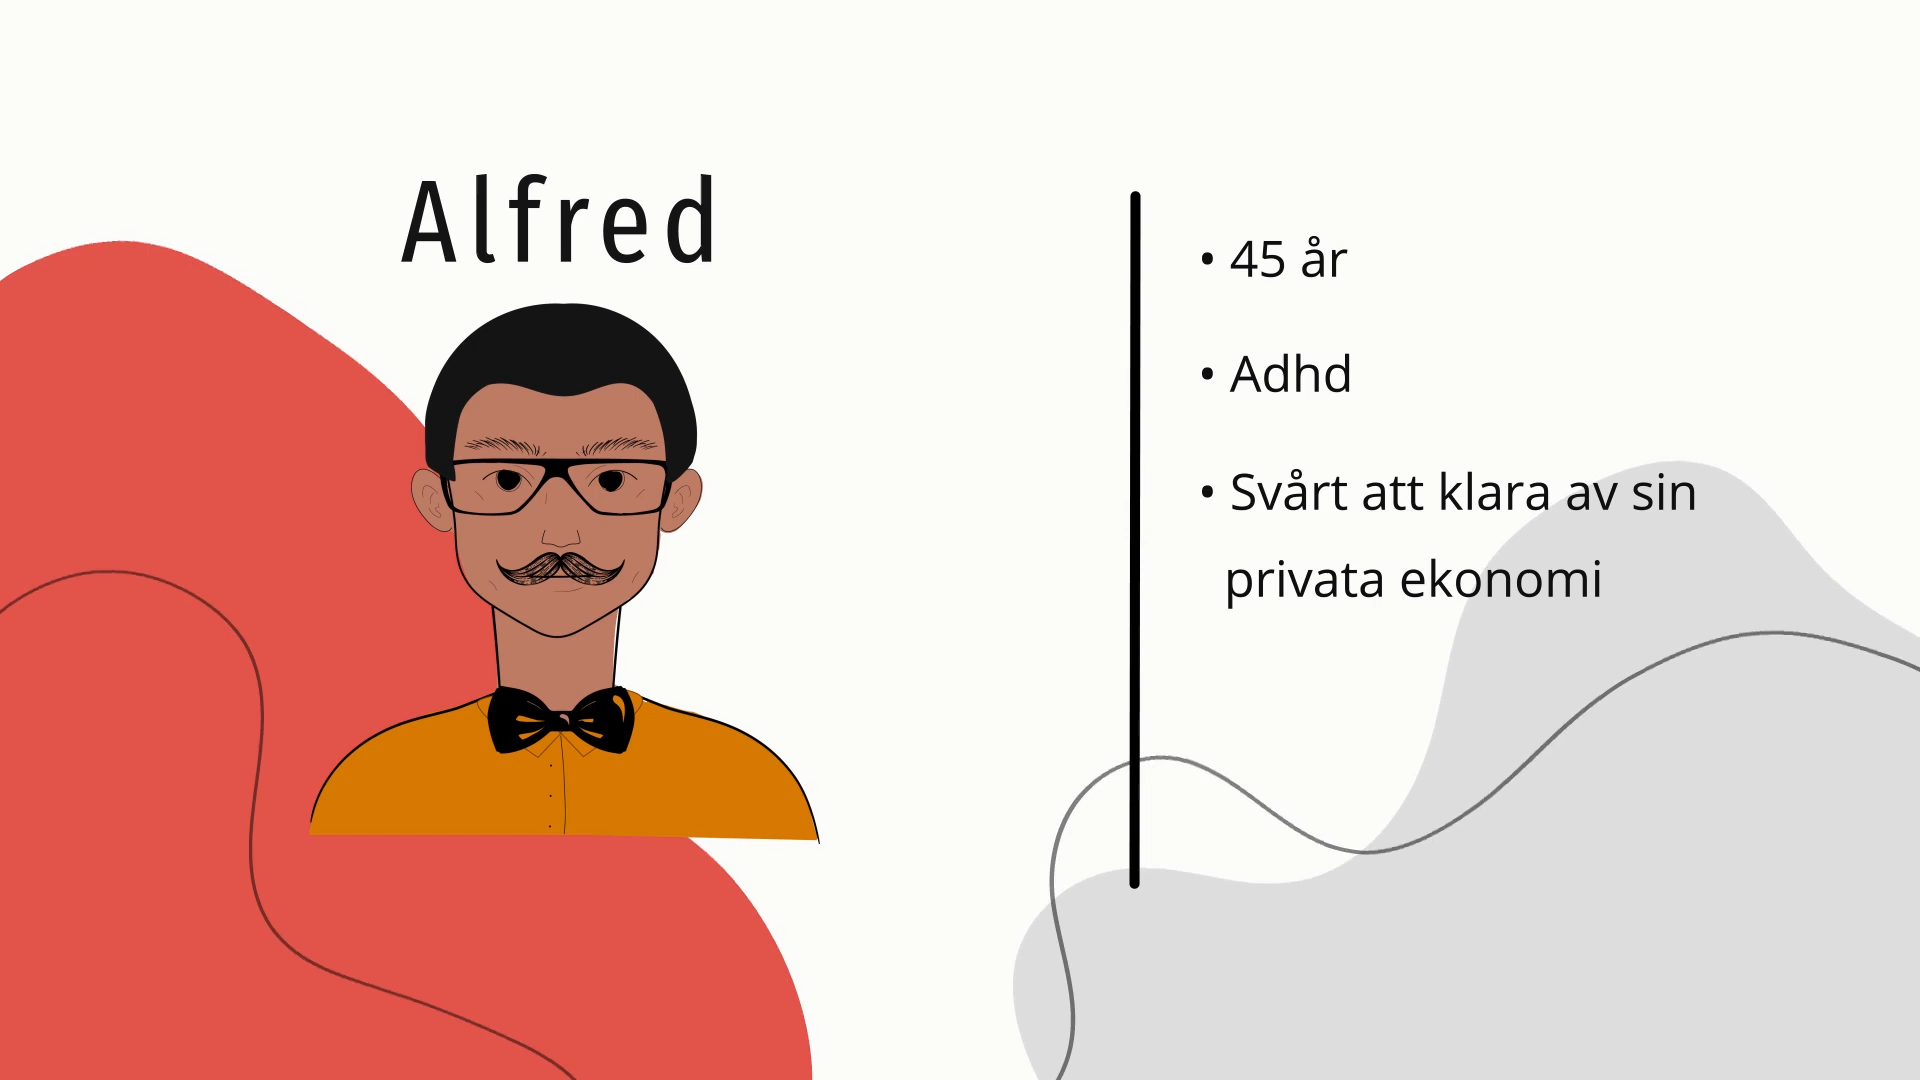 Alfred
• 45 år
• Adhd
• Svårt att klara av sin
privata ekonomi